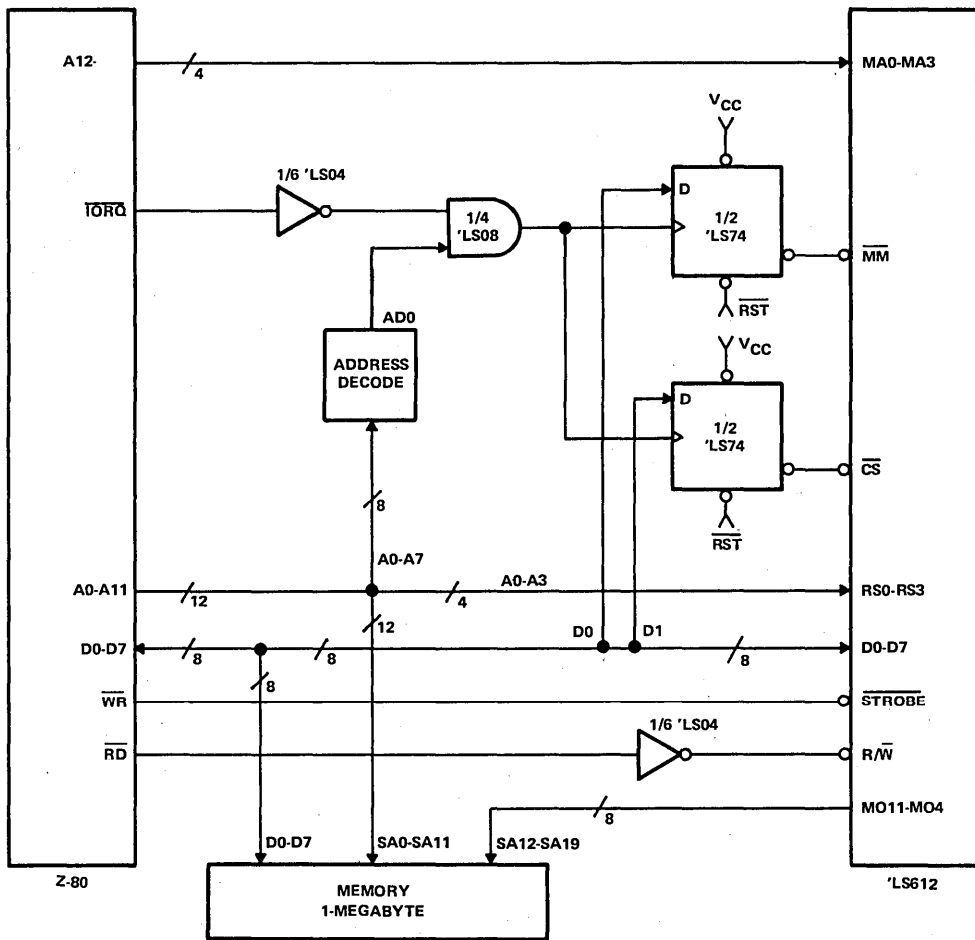 A12-
4
MA0-MA3
VCC
1/6 'LS04
D
IORQ
1/4
'LS08
1/2
'LS74
MM
RST
AD0
VCC
ADDRESS
DECODE
D
1/2
'LS74
CS
8
RST
A0-A7
A0-A3
A0-A11
12
4
RS0-RS3
12
D0
D1
D0-D7
8
8
8
D0-D7
8
WR
STROBE
1/6 'LS04
RD
R/W
8
MO11-MO4
D0-D7
SA0-SA11
SA12-SA19
Z-80
MEMORY
1-MEGABYTE
'LS612